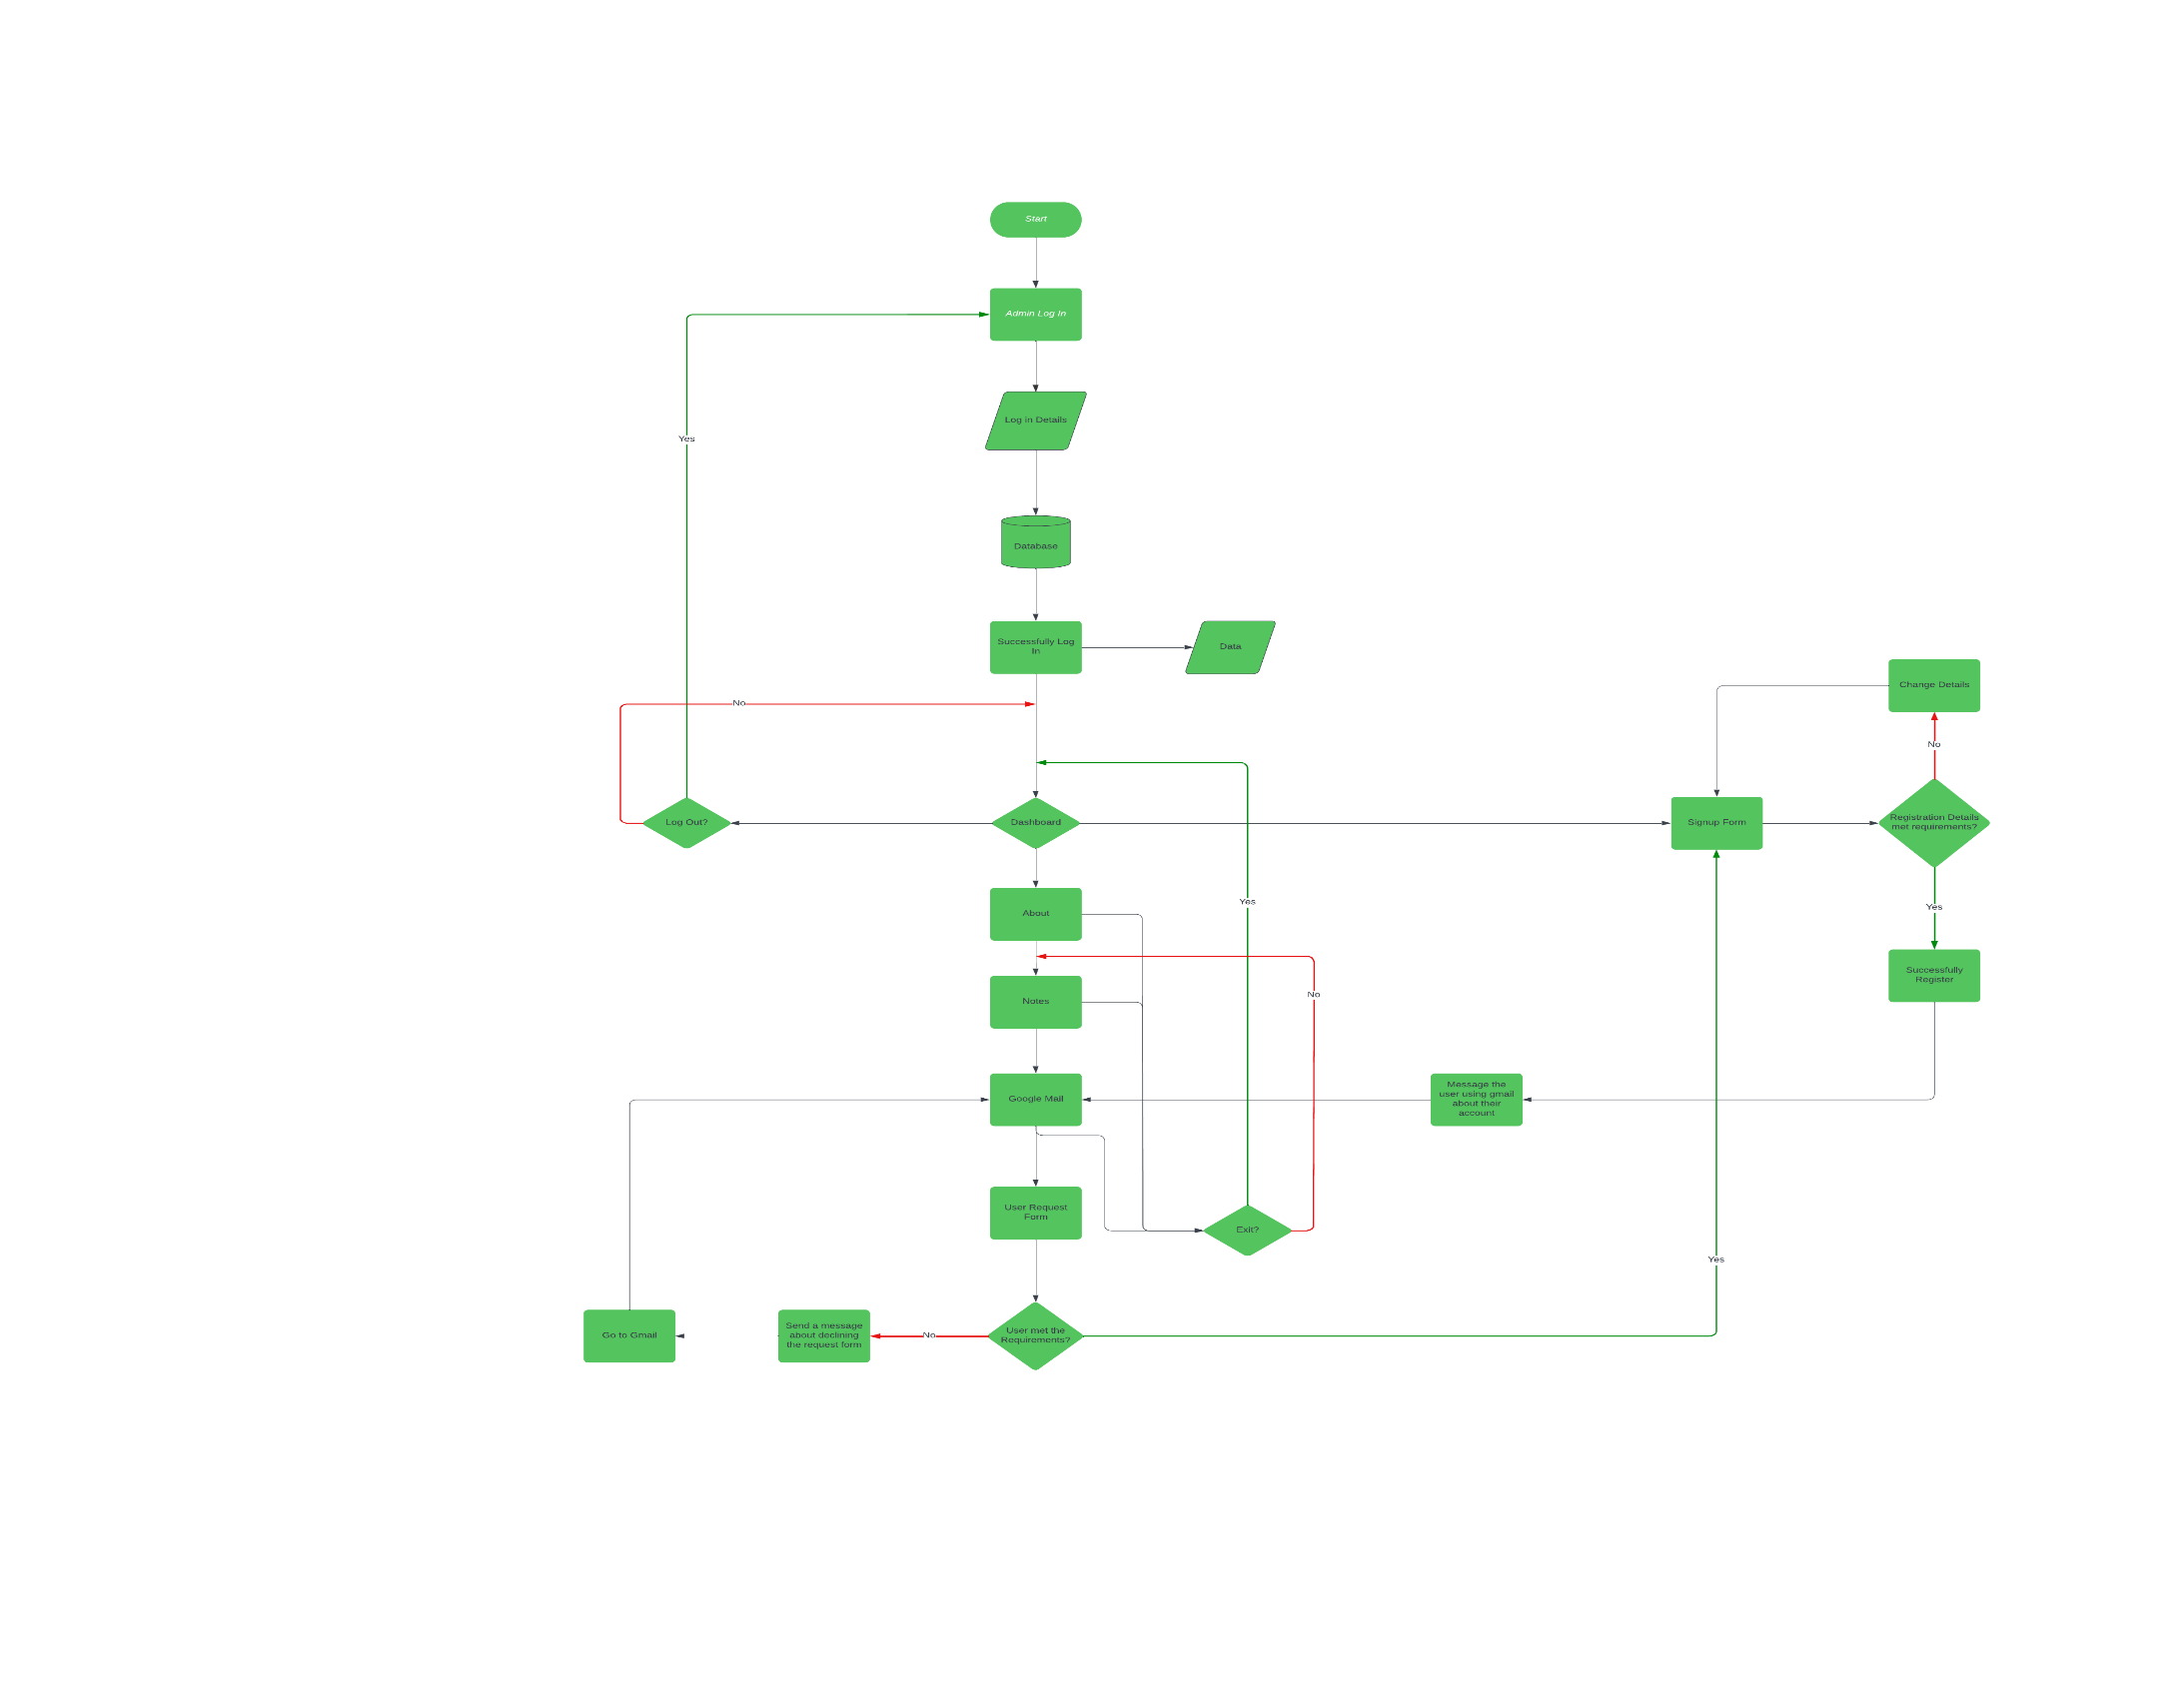 Start
Admin Log In
Log in Details
Yes
Database
Successfully Log
In
Data
Change Details
No
No
Log Out?
Dashboard
Signup Form
Registration Details
met requirements?
About
Yes
Yes
Notes
No
Successfully
Register
Google Mail
Message the
user using gmail
about their
account
User Request
Form
Exit?
Yes
Go to Gmail
Send a message
about declining
the request form
No
User met the
Requirements?